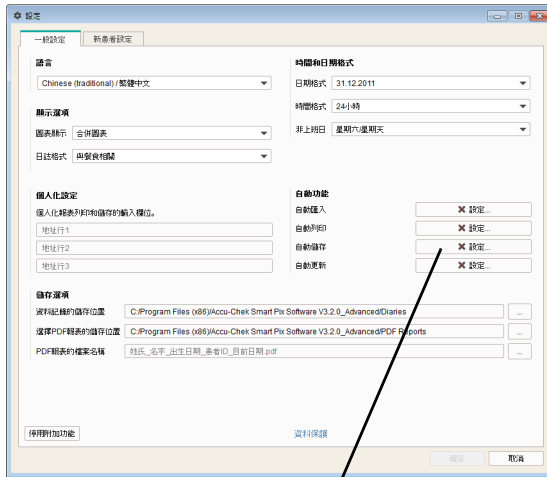 設定
一般設定 新患者設定
語言
Chinese (traditional) / 繁體中文
顯示選項
圖表顯示 合併圖表
日誌格式 與餐食相關
時間和日期格式
日期格式 31.12.2011
時間格式 24小時
非上班日 星期六/星期天
個人化設定
個人化報表列印和儲存的輸入欄位。
地址行1
地址行2
地址行3
自動功能
自動匯入 設定...
自動列印 設定...
自動儲存 設定...
自動更新 設定...
儲存選項
資料記錄的儲存位置 C:/Program Files (x86)/Accu-Chek Smart Pix Software V3.2.0_Advanced/Diaries ...
選擇PDF報表的儲存位置 C:/Program Files (x86)/Accu-Chek Smart Pix Software V3.2.0_Advanced/PDF Reports ...
PDF報表的檔案名稱 姓氏_名字_出生日期_患者ID_目前日期.pdf
停用附加功能 資料保護
確定 取消